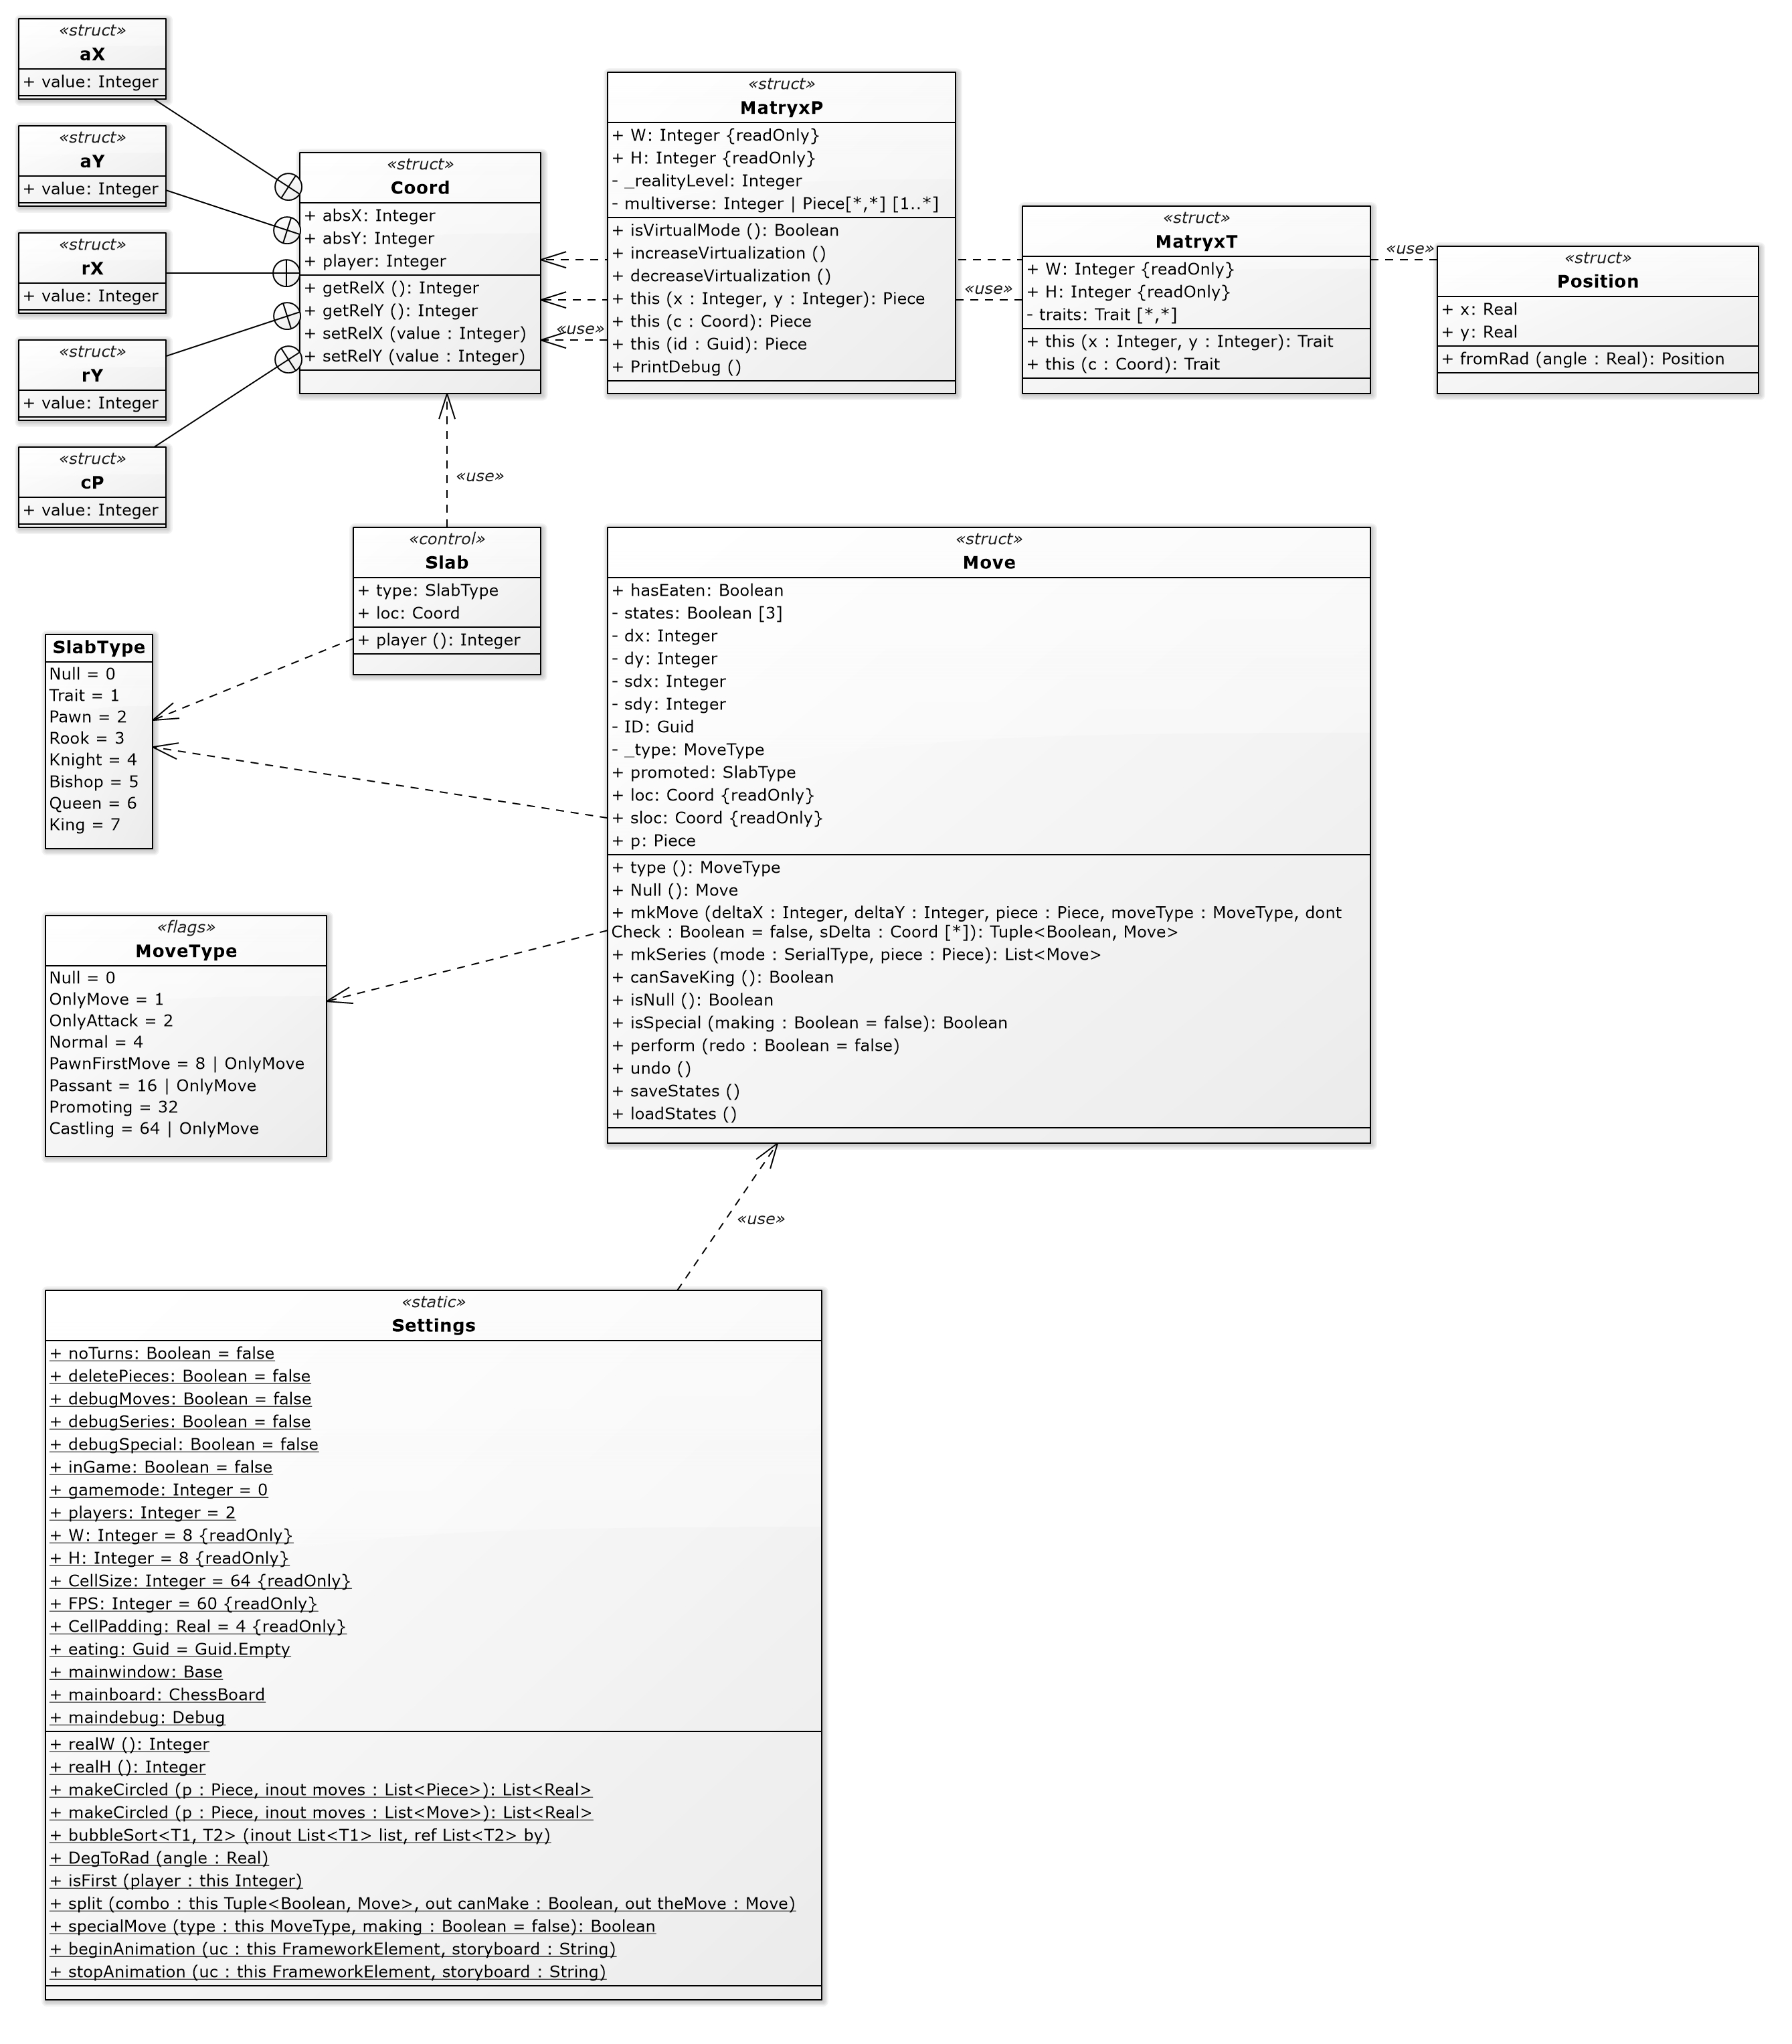 «struct»
aX
+ value: Integer
«struct»
aY
+ value: Integer
«struct»
rX
+ value: Integer
«struct»
rY
+ value: Integer
«struct»
cP
+ value: Integer
«struct»
Coord
+ absX: Integer
+ absY: Integer
+ player: Integer
+ getRelX (): Integer
+ getRelY (): Integer
+ setRelX (value : Integer)
+ setRelY (value : Integer)
«use»
«struct»
MatryxP
+ W: Integer {readOnly}
+ H: Integer {readOnly}
- _realityLevel: Integer
- multiverse: Integer | Piece[*,*] [1..*]
+ isVirtualMode (): Boolean
+ increaseVirtualization ()
+ decreaseVirtualization ()
+ this (x : Integer, y : Integer): Piece
+ this (c : Coord): Piece
+ this (id : Guid): Piece
+ PrintDebug ()
«use»
«struct»
MatryxT
+ W: Integer {readOnly}
+ H: Integer {readOnly}
- traits: Trait [*,*]
+ this (x : Integer, y : Integer): Trait
+ this (c : Coord): Trait
«use»
«struct»
Position
+ x: Real
+ y: Real
+ fromRad (angle : Real): Position
«use»
«control»
Slab
+ type: SlabType
+ loc: Coord
+ player (): Integer
SlabType
Null = 0
Trait = 1
Pawn = 2
Rook = 3
Knight = 4
Bishop = 5
Queen = 6
King = 7
«flags»
MoveType
Null = 0
OnlyMove = 1
OnlyAttack = 2
Normal = 4
PawnFirstMove = 8 | OnlyMove
Passant = 16 | OnlyMove
Promoting = 32
Castling = 64 | OnlyMove
«struct»
Move
+ hasEaten: Boolean
- states: Boolean [3]
- dx: Integer
- dy: Integer
- sdx: Integer
- sdy: Integer
- ID: Guid
- _type: MoveType
+ promoted: SlabType
+ loc: Coord {readOnly}
+ sloc: Coord {readOnly}
+ p: Piece
+ type (): MoveType
+ Null (): Move
+ mkMove (deltaX : Integer, deltaY : Integer, piece : Piece, moveType : MoveType, dont
Check : Boolean = false, sDelta : Coord [*]): Tuple<Boolean, Move>
+ mkSeries (mode : SerialType, piece : Piece): List<Move>
+ canSaveKing (): Boolean
+ isNull (): Boolean
+ isSpecial (making : Boolean = false): Boolean
+ perform (redo : Boolean = false)
+ undo ()
+ saveStates ()
+ loadStates ()
«use»
«static»
Settings
+ noTurns: Boolean = false
+ deletePieces: Boolean = false
+ debugMoves: Boolean = false
+ debugSeries: Boolean = false
+ debugSpecial: Boolean = false
+ inGame: Boolean = false
+ gamemode: Integer = 0
+ players: Integer = 2
+ W: Integer = 8 {readOnly}
+ H: Integer = 8 {readOnly}
+ CellSize: Integer = 64 {readOnly}
+ FPS: Integer = 60 {readOnly}
+ CellPadding: Real = 4 {readOnly}
+ eating: Guid = Guid.Empty
+ mainwindow: Base
+ mainboard: ChessBoard
+ maindebug: Debug
+ realW (): Integer
+ realH (): Integer
+ makeCircled (p : Piece, inout moves : List<Piece>): List<Real>
+ makeCircled (p : Piece, inout moves : List<Move>): List<Real>
+ bubbleSort<T1, T2> (inout List<T1> list, ref List<T2> by)
+ DegToRad (angle : Real)
+ isFirst (player : this Integer)
+ split (combo : this Tuple<Boolean, Move>, out canMake : Boolean, out theMove : Move)
+ specialMove (type : this MoveType, making : Boolean = false): Boolean
+ beginAnimation (uc : this FrameworkElement, storyboard : String)
+ stopAnimation (uc : this FrameworkElement, storyboard : String)